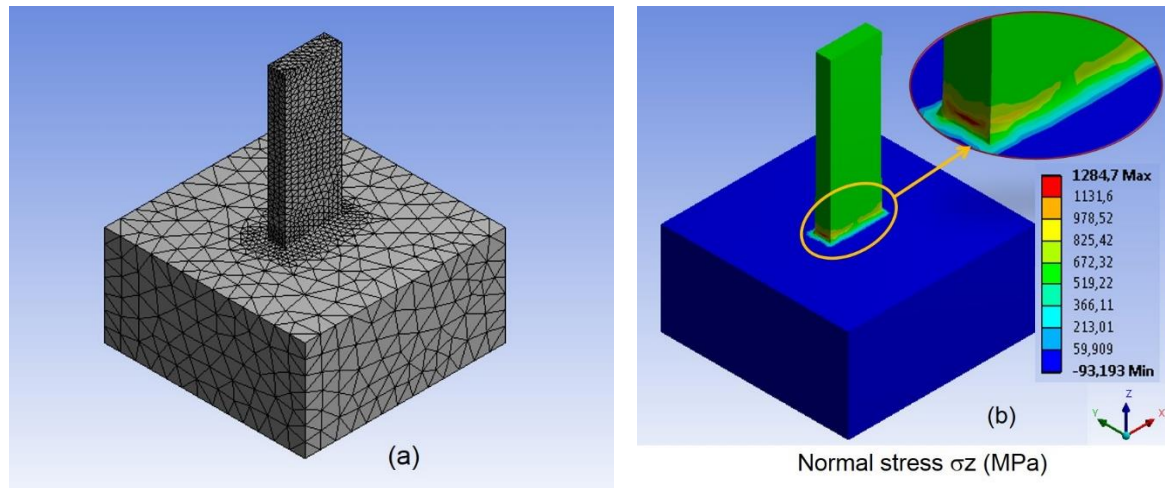 (a)
1284,7 Max
1131,6
978,52
825,42
672,32
519,22
366,11
213,01
59,909
-93,193 Min
(b)
Z
Y
X
Normal stress σz (MPa)